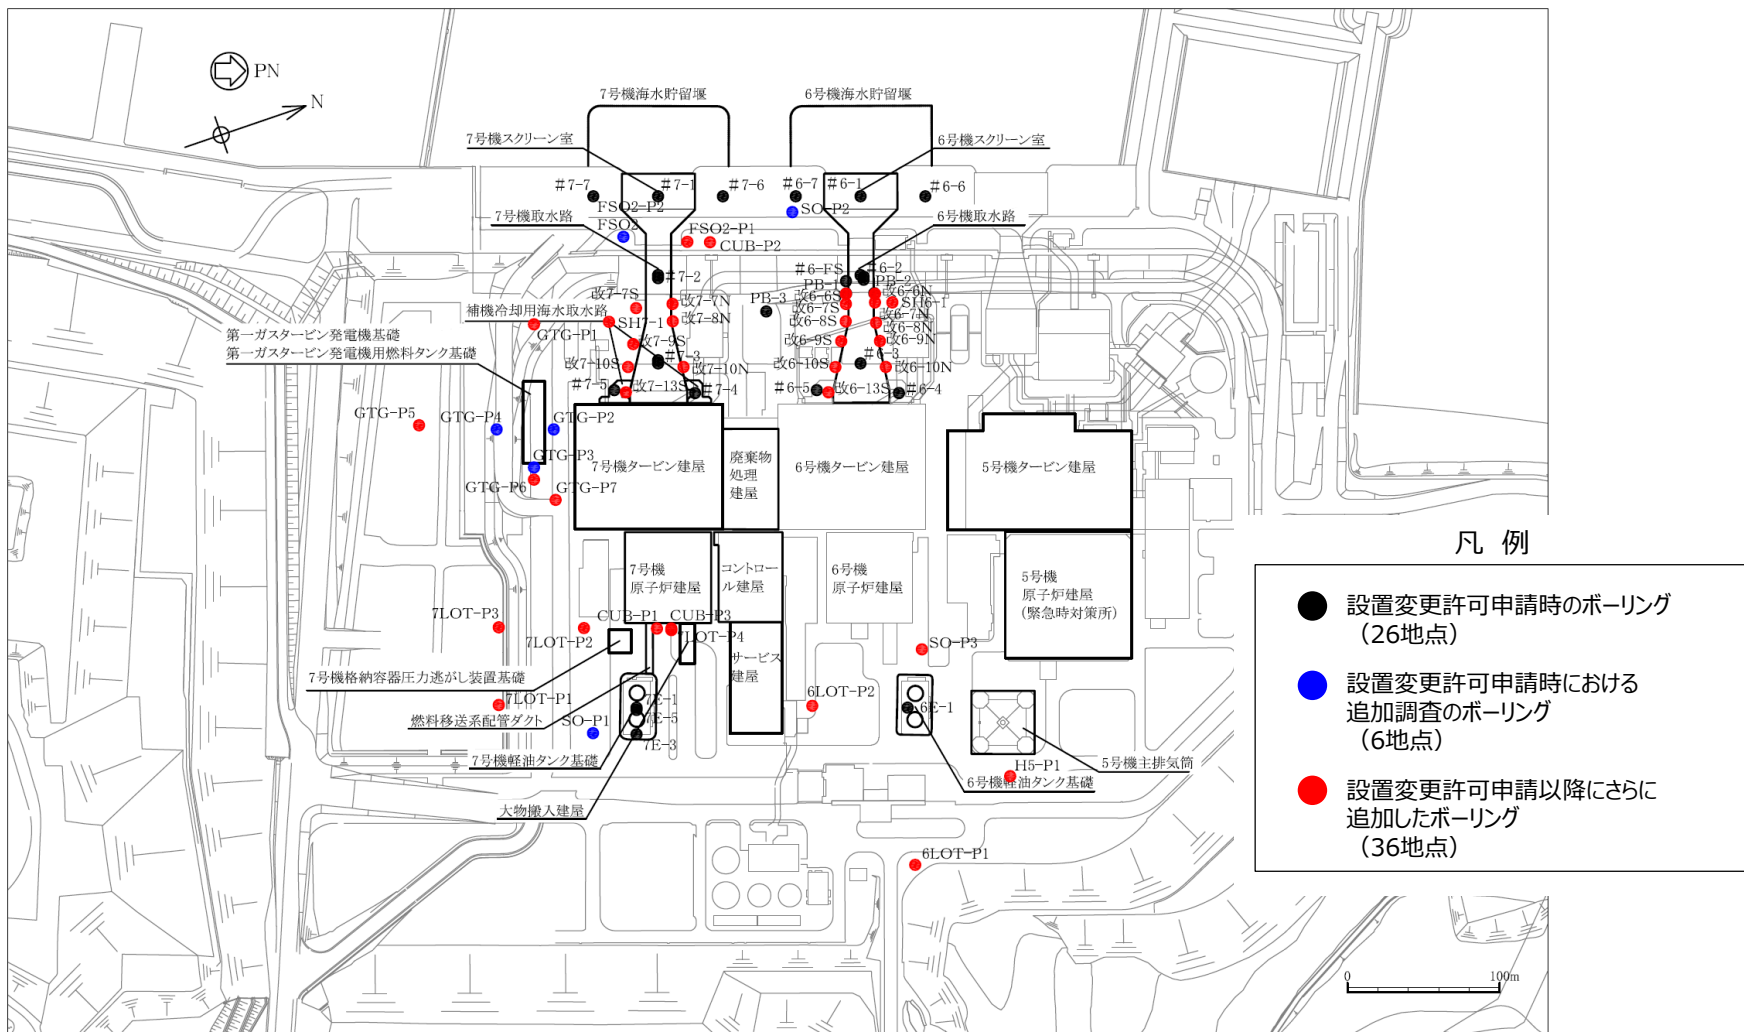 PN
N
7号機海水貯留堰
6号機海水貯留堰
7号機スクリーン室
6号機スクリーン室
#7-7
#7-1
#7-6
#6-7
#6-1
#6-6
FSO2-P2
SO-P2
7号機取水路
6号機取水路
FSO2
FSO2-P1
CUB-P2
#7-2
#6-FS
#6-2
PB-1
PB-2
改7-7S
改7-7N
PB-3
改6-6S
改6-6N
補機冷却用海水取水路
改6-7S
SH6-1
改6-7N
第一ガスタービン発電機基礎
GTG-P1
SH7-1
改7-8N
改6-8S
改6-8N
第一ガスタービン発電機用燃料タンク基礎
改7-9S
改6-9S
改6-9N
#7-3
#6-3
改7-10S
改7-10N
改6-10S
改6-10N
#7-5
改7-13S
#7-4
#6-5
改6-13S
#6-4
GTG-P5
GTG-P4
GTG-P2
GTG-P3
7号機タービン建屋
廃棄物
処理
建屋
6号機タービン建屋
5号機タービン建屋
GTG-P6
GTG-P7
7号機
原子炉建屋
コントロー
ル建屋
6号機
原子炉建屋
5号機
原子炉建屋
(緊急時対策所)
7LOT-P3
7LOT-P2
CUB-P1
CUB-P3
7LOT-P4
SO-P3
サービス
建屋
7号機格納容器圧力逃がし装置基礎
7LOT-P1
7E-1
6LOT-P2
6E-1
燃料移送系配管ダクト
SO-P1
7E-5
7E-3
7号機軽油タンク基礎
H5-P1
5号機主排気筒
6号機軽油タンク基礎
大物搬入建屋
6LOT-P1
凡 例
設置変更許可申請時のボーリング
(26地点)
設置変更許可申請時における
追加調査のボーリング
(6地点)
設置変更許可申請以降にさらに
追加したボーリング
(36地点)
0
100m